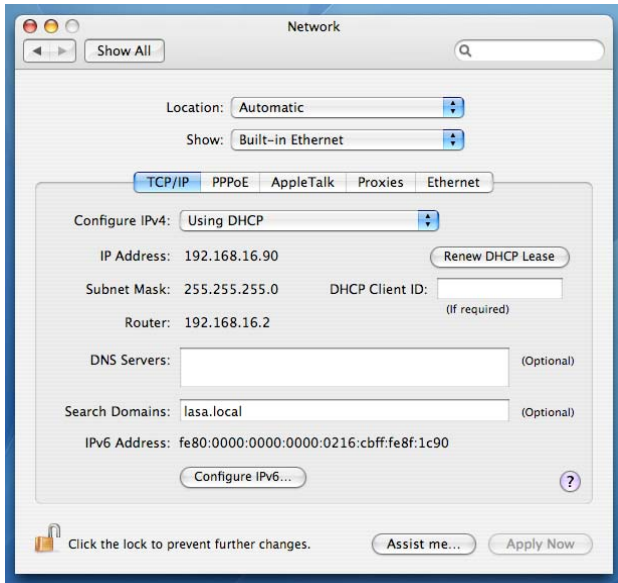 Network
Show All
Location: Automatic
Show: Built-in Ethernet
TCP/IP PPPoE AppleTalk Proxies Ethernet
Configure IPv4: Using DHCP
IP Address: 192.168.16.90 Renew DHCP Lease
Subnet Mask: 255.255.255.0 DHCP Client ID:
(If required)
Router: 192.168.16.2
DNS Servers: (Optional)
Search Domains: lasa.local (Optional)
IPv6 Address: fe80:0000:0000:0000:0216:cbff:fe8f:1c90
Configure IPv6... ?
Click the lock to prevent further changes. Assist me... Apply Now